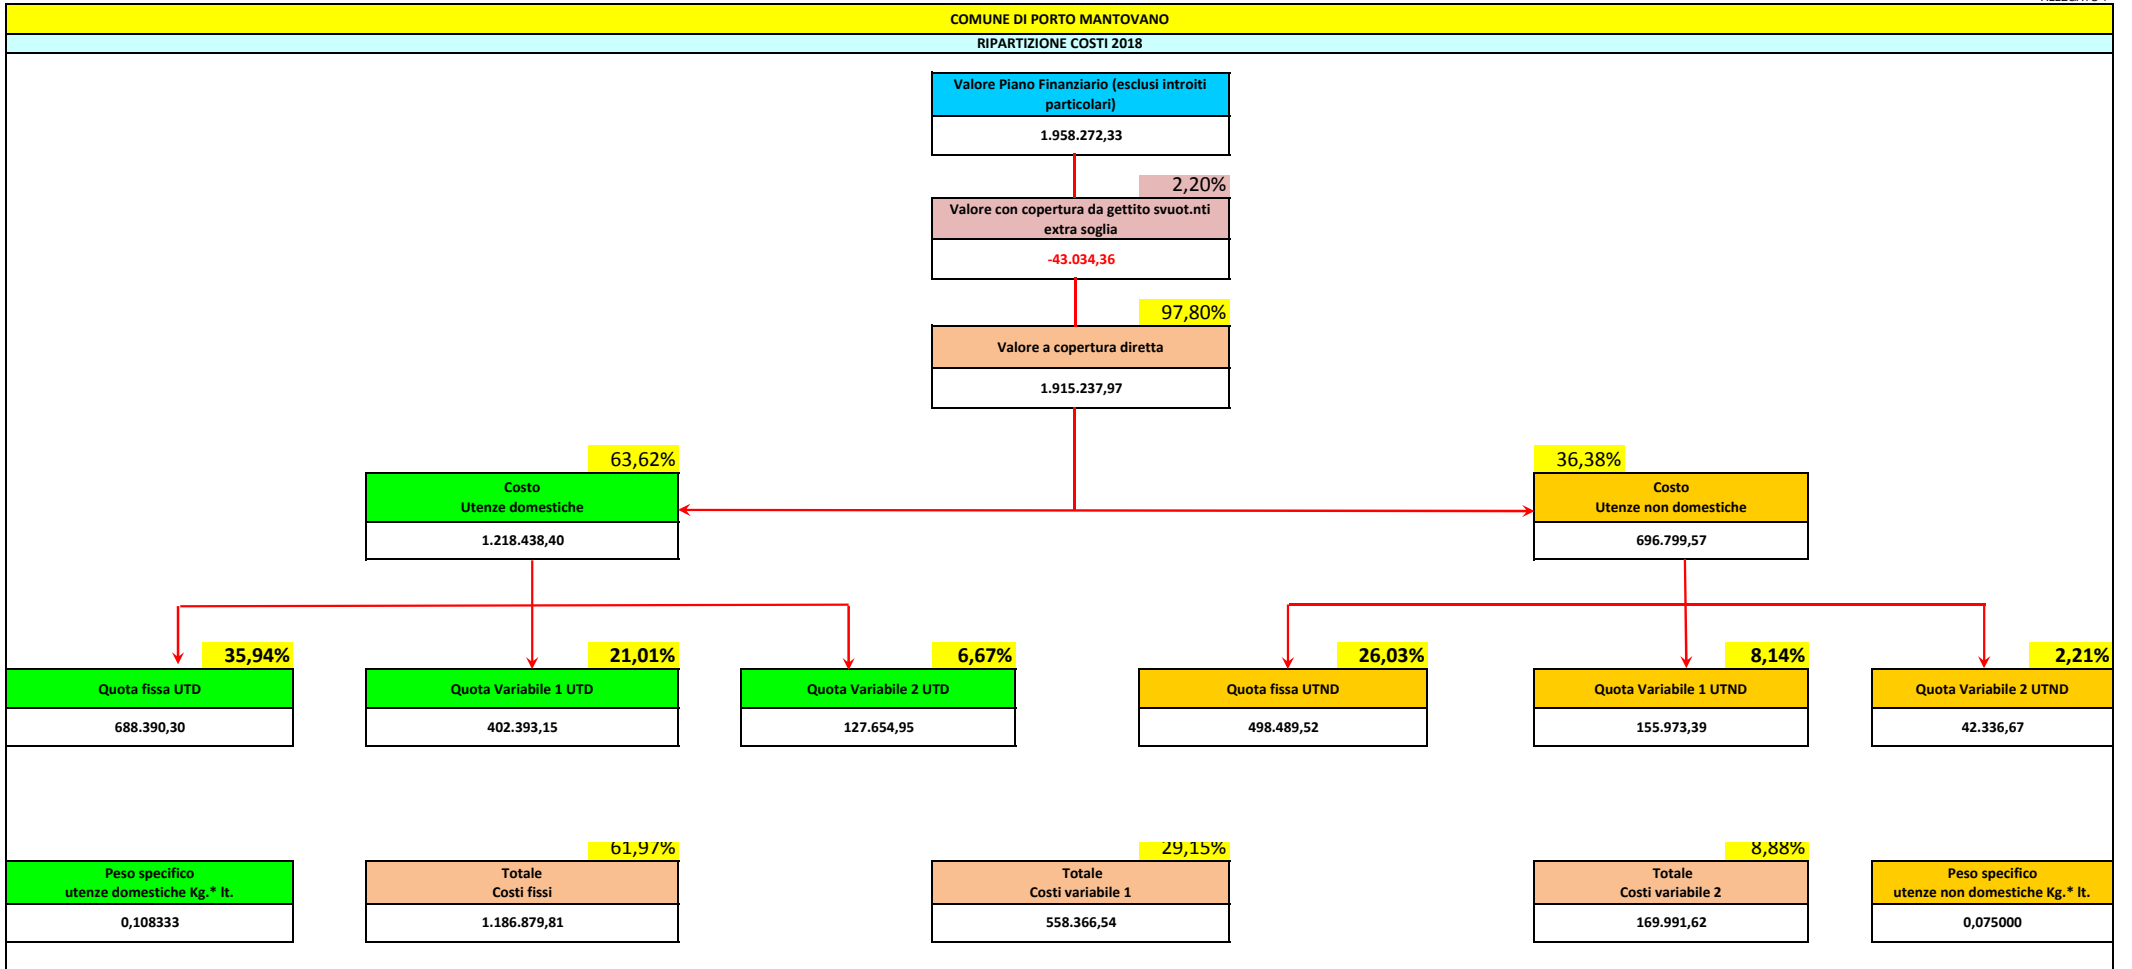 COMUNE DI PORTO MANTOVANO
RIPARTIZIONE COSTI 2018
Valore Piano Finanziario (esclusi introiti
particolari)
1.958.272,33
2,20%
Valore con copertura da gettito svuot.nti
extra soglia
-43.034,36
97,80%
Valore a copertura diretta
1.915.237,97
63,62%
36,38%
Costo
Utenze domestiche
Costo
Utenze non domestiche
1.218.438,40
696.799,57
35,94%
21,01%
6,67%
26,03%
8,14%
2,21%
Quota fissa UTD
Quota Variabile 1 UTD
Quota Variabile 2 UTD
Quota fissa UTND
Quota Variabile 1 UTND
Quota Variabile 2 UTND
688.390,30
402.393,15
127.654,95
498.489,52
155.973,39
42.336,67
61,97%
29,15%
8,88%
Peso specifico
utenze domestiche Kg.* lt.
Totale
Costi fissi
Totale
Costi variabile 1
Totale
Costi variabile 2
Peso specifico
utenze non domestiche Kg.* lt.
0,108333
1.186.879,81
558.366,54
169.991,62
0,075000